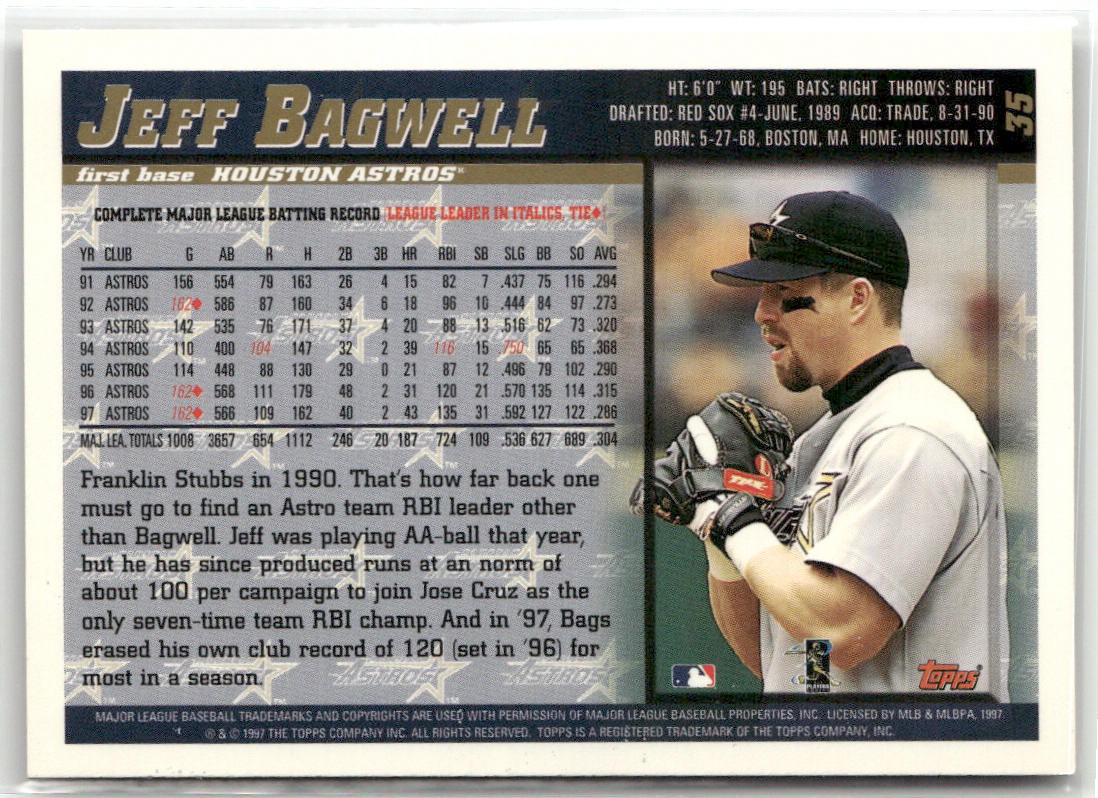 JEFF BAGWELL
HT: 6'0" WT: 195 BATS: RIGHT THROWS: RIGHT
DRAFTED: RED SOX #4-JUNE, 1989 ACQ: TRADE, 8-31-90
BORN: 5-27-68, BOSTON, MA HOME: HOUSTON, TX
35
first base HOUSTON ASTROS
COMPLETE MAJOR LEAGUE BATTING RECORD (LEAGUE LEADER IN ITALICS, TIE♦)
YR CLUB G AB R H 2B 3B HR RBI SB SLG BB SO AVG
91 ASTROS 156 554 79 163 26 4 15 82 7 .437 75 116 .294
92 ASTROS 162♦ 586 87 160 34 6 18 96 10 .444 84 97 .273
93 ASTROS 142 535 76 171 37 4 20 88 13 .516 62 73 .320
94 ASTROS 110 400 104 147 32 2 39 116 15 .750 65 65 .368
95 ASTROS 114 448 88 130 29 0 21 87 12 .496 79 102 .290
96 ASTROS 162♦ 568 111 179 48 2 31 120 21 .570 135 114 .315
97 ASTROS 162♦ 566 109 162 40 2 43 135 31 .592 127 122 .286
MAJ. LEA. TOTALS 1008 3657 654 1112 246 20 187 724 109 .536 627 689 .304
Franklin Stubbs in 1990. That's how far back one
must go to find an Astro team RBI leader other
than Bagwell. Jeff was playing AA-ball that year,
but he has since produced runs at an norm of
about 100 per campaign to join Jose Cruz as the
only seven-time team RBI champ. And in '97, Bags
erased his own club record of 120 (set in '96) for
most in a season.
TPX
PLAYERS
Topps®
MAJOR LEAGUE BASEBALL TRADEMARKS AND COPYRIGHTS ARE USED WITH PERMISSION OF MAJOR LEAGUE BASEBALL PROPERTIES, INC. LICENSED BY MLB & MLBPA, 1997
® & © 1997 THE TOPPS COMPANY INC. ALL RIGHTS RESERVED. TOPPS IS A REGISTERED TRADEMARK OF THE TOPPS COMPANY, INC.